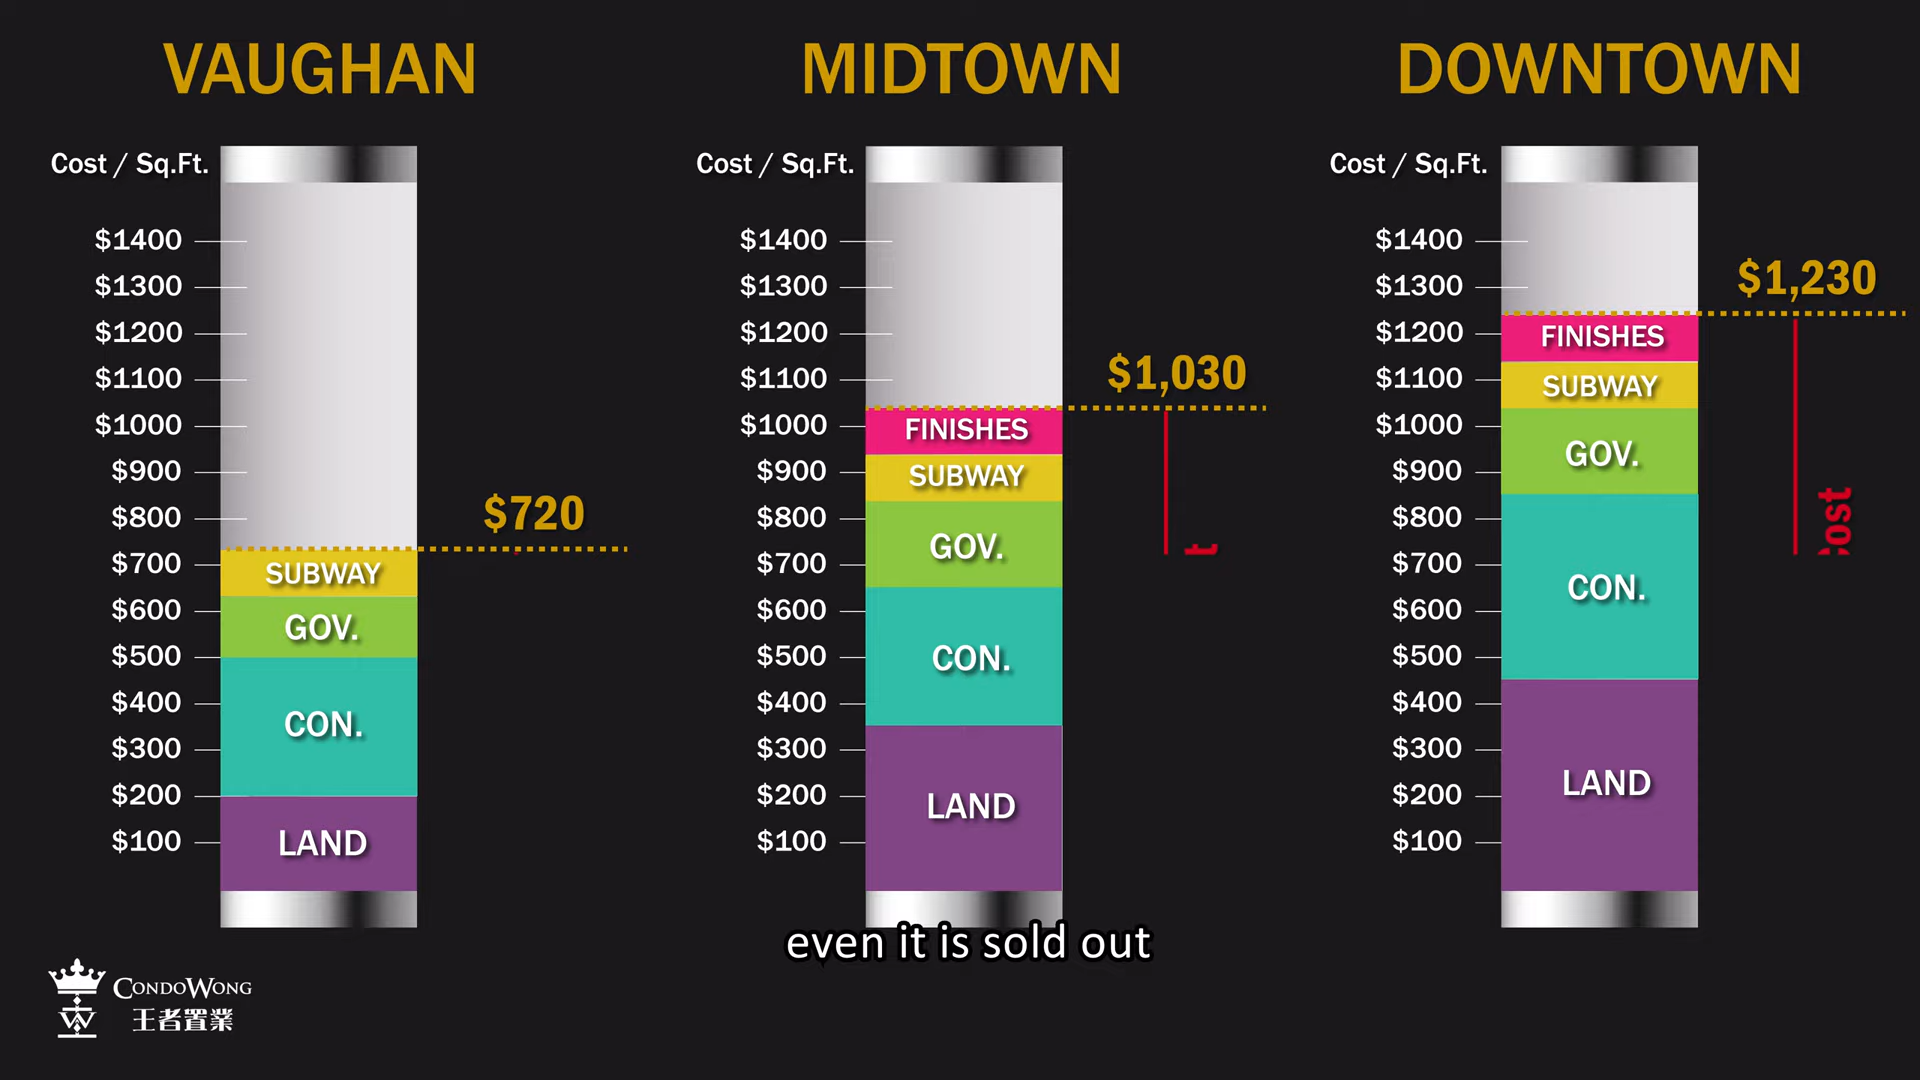 VAUGHAN
Cost / Sq.Ft.
$1400
$1300
$1200
$1100
$1000
$900
$800
$700
$600
$500
$400
$300
$200
$100
SUBWAY
GOV.
CON.
LAND
$720
MIDTOWN
Cost / Sq.Ft.
$1400
$1300
$1200
$1100
$1000
$900
$800
$700
$600
$500
$400
$300
$200
$100
FINISHES
SUBWAY
GOV.
CON.
LAND
$1,030
DOWNTOWN
Cost / Sq.Ft.
$1400
$1300
$1200
$1100
$1000
$900
$800
$700
$600
$500
$400
$300
$200
$100
FINISHES
SUBWAY
GOV.
CON.
LAND
$1,230
even it is sold out
CONDOWONG
王者置業